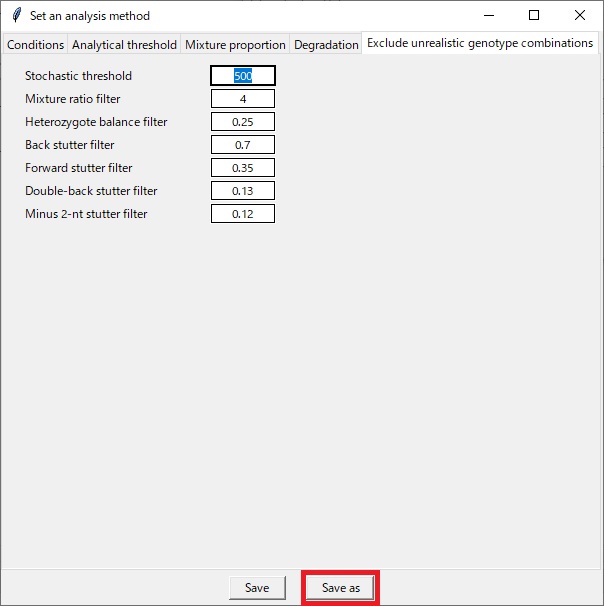 Set an analysis method
Conditions Analytical threshold Mixture proportion Degradation Exclude unrealistic genotype combinations
Stochastic threshold 500
Mixture ratio filter 4
Heterozygote balance filter 0.25
Back stutter filter 0.7
Forward stutter filter 0.35
Double-back stutter filter 0.13
Minus 2-nt stutter filter 0.12
Save Save as